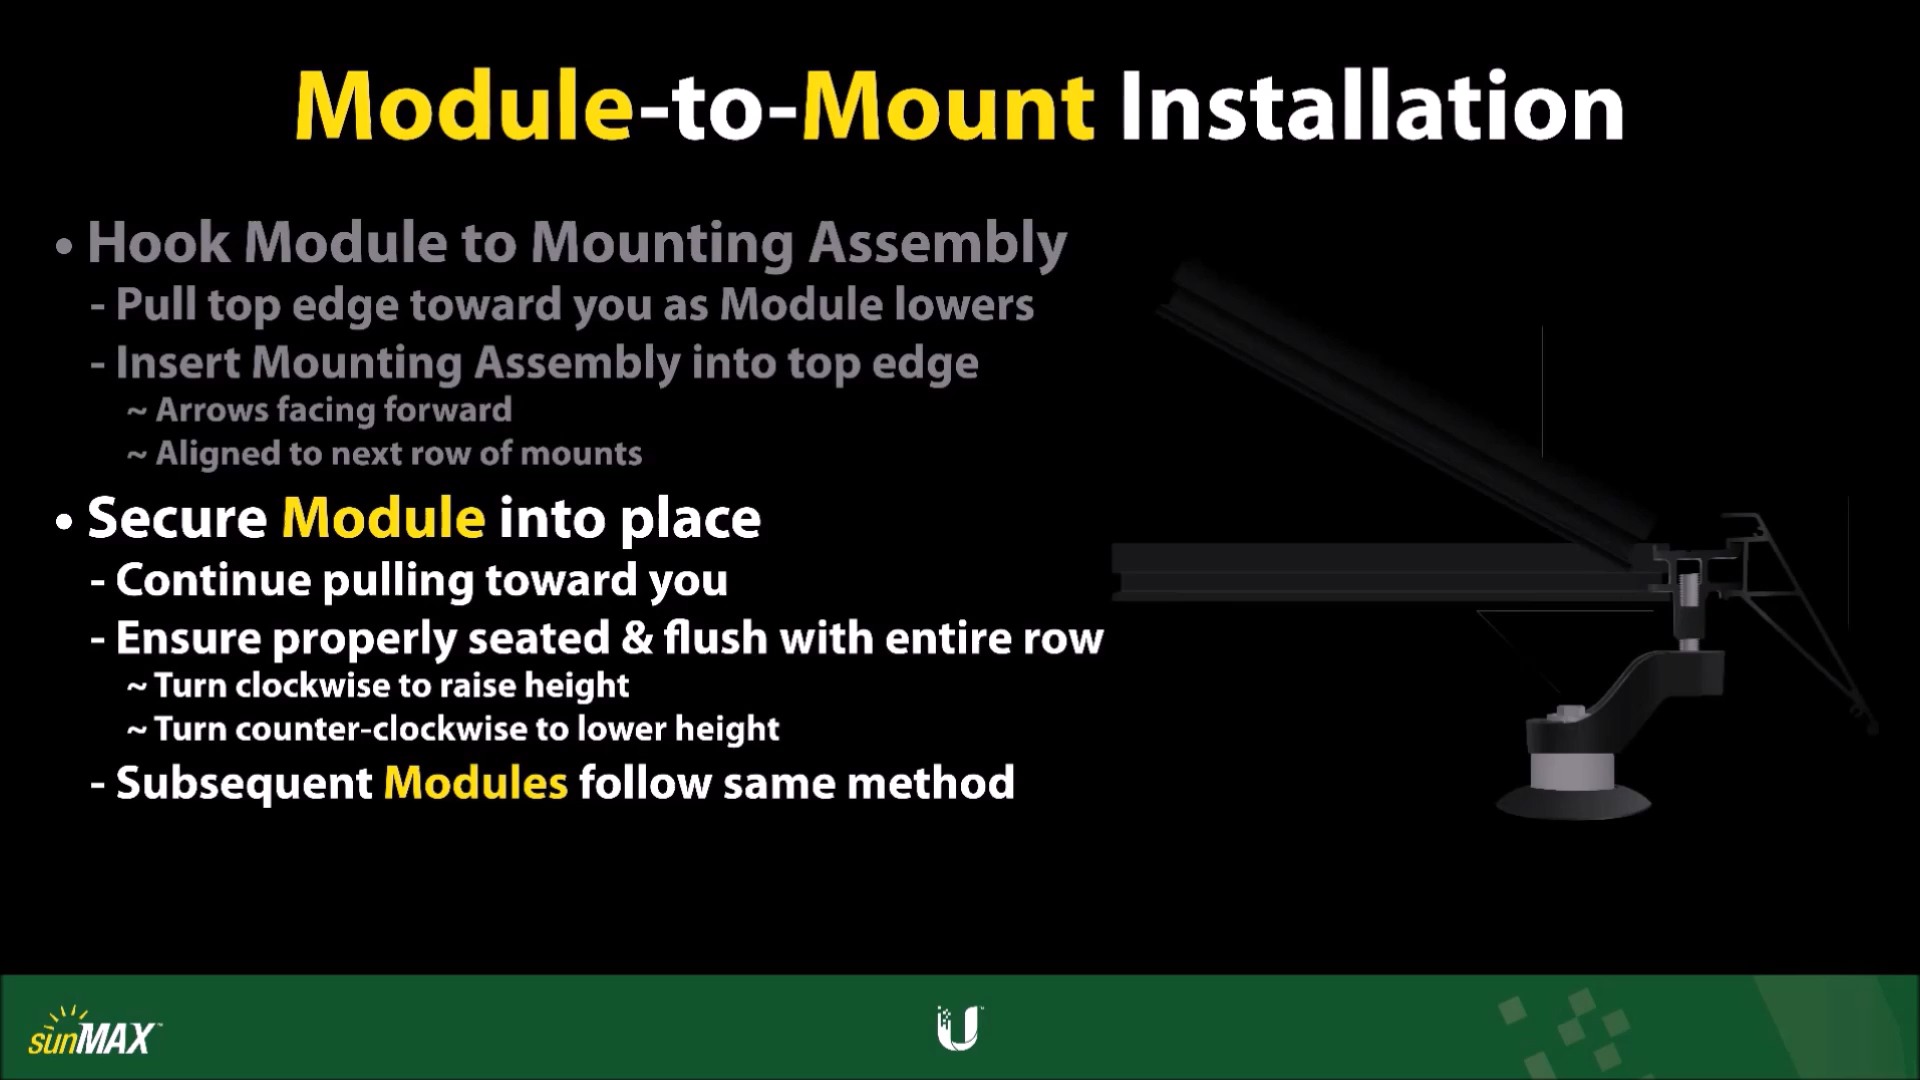 Module-to-Mount Installation
• Hook Module to Mounting Assembly
- Pull top edge toward you as Module lowers
- Insert Mounting Assembly into top edge
~ Arrows facing forward
~ Aligned to next row of mounts
• Secure Module into place
- Continue pulling toward you
- Ensure properly seated & flush with entire row
~ Turn clockwise to raise height
~ Turn counter-clockwise to lower height
- Subsequent Modules follow same method
sunMAX™
U™